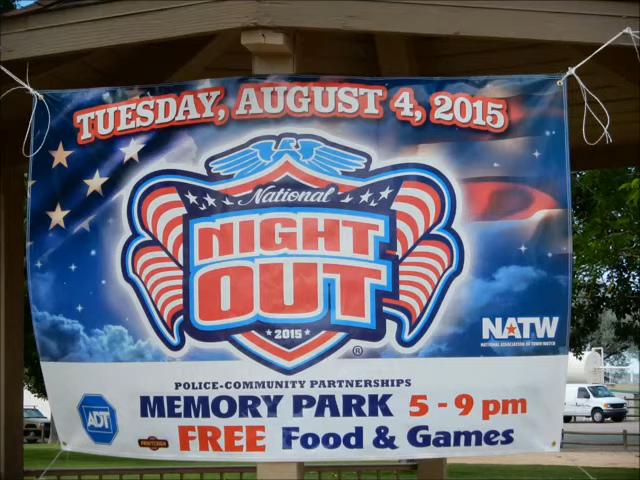 TUESDAY, AUGUST 4, 2015
National
NIGHT
OUT
2015
®
NATW
NATIONAL ASSOCIATION OF TOWN WATCH
POLICE-COMMUNITY PARTNERSHIPS
MEMORY PARK 5 - 9 pm
ADT
FREE Food & Games